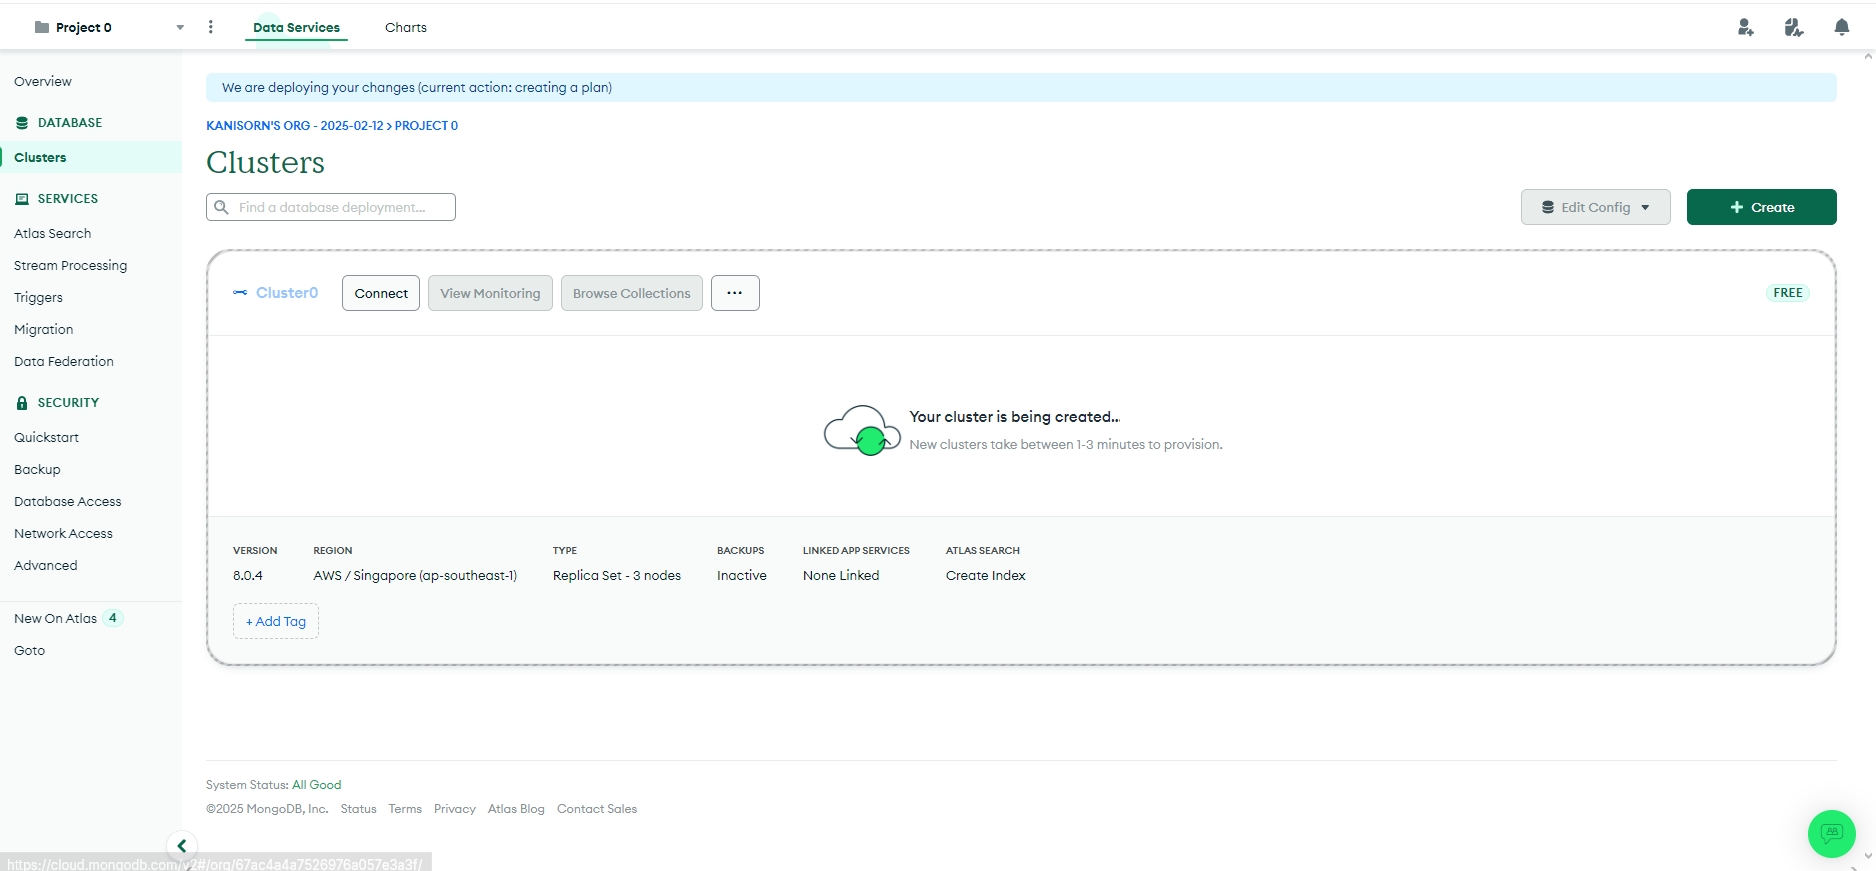 Project 0
Data Services
Charts
Overview
DATABASE
Clusters
SERVICES
Atlas Search
Stream Processing
Triggers
Migration
Data Federation
SECURITY
Quickstart
Backup
Database Access
Network Access
Advanced
New On Atlas 4
Goto
We are deploying your changes (current action: creating a plan)
KANISORN'S ORG - 2025-02-12 > PROJECT 0
Clusters
Find a database deployment...
Edit Config
+ Create
Cluster0
Connect
View Monitoring
Browse Collections
...
FREE
Your cluster is being created...
New clusters take between 1-3 minutes to provision.
VERSION REGION TYPE BACKUPS LINKED APP SERVICES ATLAS SEARCH
8.0.4 AWS / Singapore (ap-southeast-1) Replica Set - 3 nodes Inactive None Linked Create Index
+ Add Tag
System Status: All Good
©2025 MongoDB, Inc. Status Terms Privacy Atlas Blog Contact Sales
https://cloud.mongodb.com/v2#/org/67ac4a4a7526976a057e3a3f/